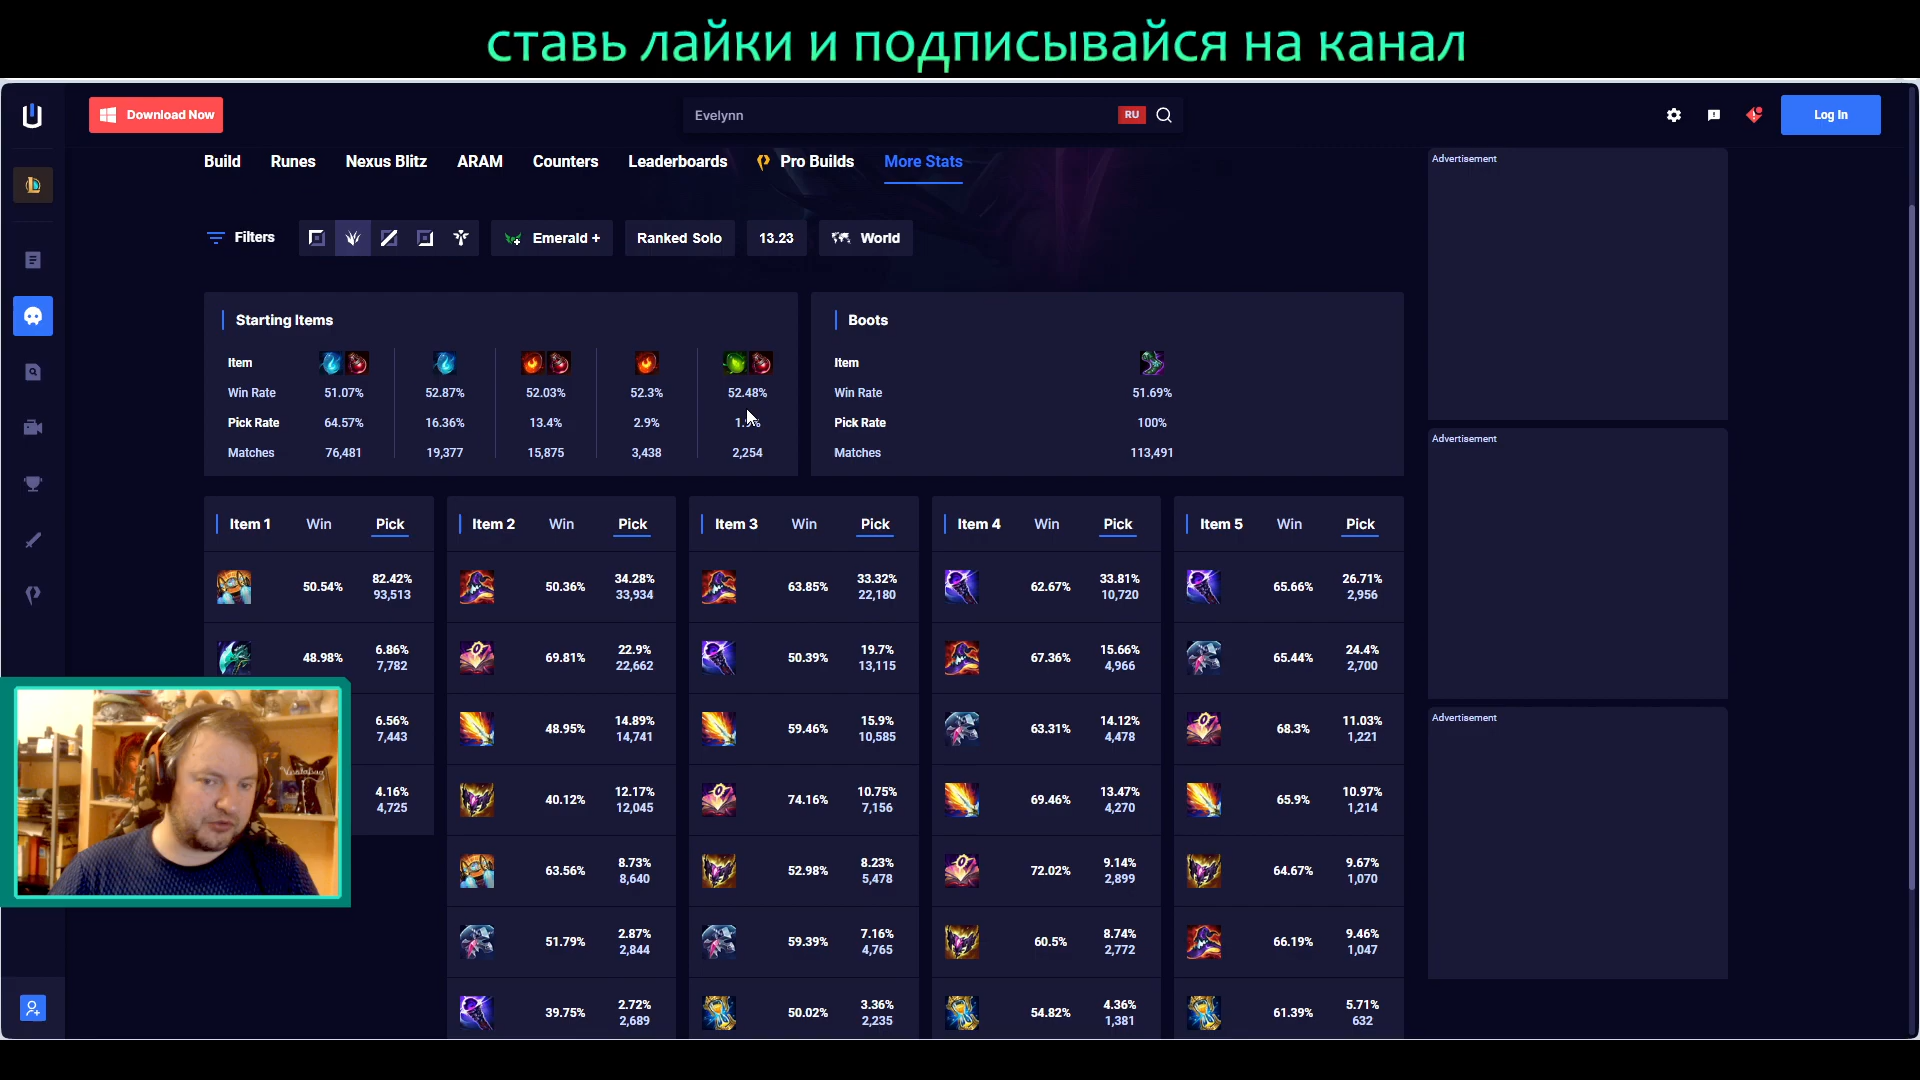 ставь лайки и подписывайся на канал
Download Now
Evelynn
RU
Log In
Build Runes Nexus Blitz ARAM Counters Leaderboards Pro Builds More Stats
Advertisement
Filters
Emerald +
Ranked Solo
13.23
World
Starting Items
Item
Win Rate 51.07% 52.87% 52.03% 52.3% 52.48%
Pick Rate 64.57% 16.36% 13.4% 2.9%
Matches 76,481 19,377 15,875 3,438 2,254
Boots
Item
Win Rate 51.69%
Pick Rate 100%
Matches 113,491
Advertisement
Item 1 Win Pick
50.54% 82.42%
93,513
48.98% 6.86%
7,782
6.56%
7,443
4.16%
4,725
Item 2 Win Pick
50.36% 34.28%
33,934
69.81% 22.9%
22,662
48.95% 14.89%
14,741
40.12% 12.17%
12,045
63.56% 8.73%
8,640
51.79% 2.87%
2,844
39.75% 2.72%
2,689
Item 3 Win Pick
63.85% 33.32%
22,180
50.39% 19.7%
13,115
59.46% 15.9%
10,585
74.16% 10.75%
7,156
52.98% 8.23%
5,478
59.39% 7.16%
4,765
50.02% 3.36%
2,235
Item 4 Win Pick
62.67% 33.81%
10,720
67.36% 15.66%
4,966
63.31% 14.12%
4,478
69.46% 13.47%
4,270
72.02% 9.14%
2,899
60.5% 8.74%
2,772
54.82% 4.36%
1,381
Item 5 Win Pick
65.66% 26.71%
2,956
65.44% 24.4%
2,700
68.3% 11.03%
1,221
65.9% 10.97%
1,214
64.67% 9.67%
1,070
66.19% 9.46%
1,047
61.39% 5.71%
632
Advertisement